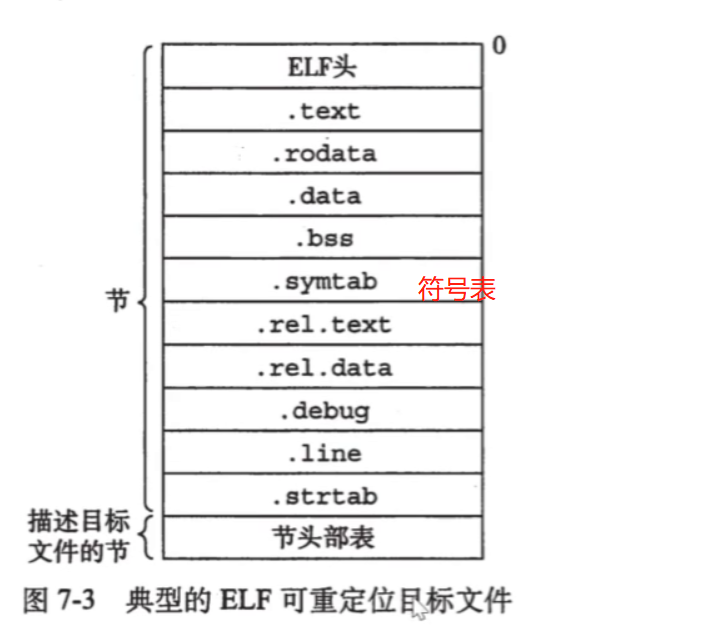 0
ELF头
.text
.rodata
.data
.bss
.symtab
符号表
节
.rel.text
.rel.data
.debug
.line
.strtab
描述目标
文件的节
节头部表
图 7-3 典型的 ELF 可重定位目标文件